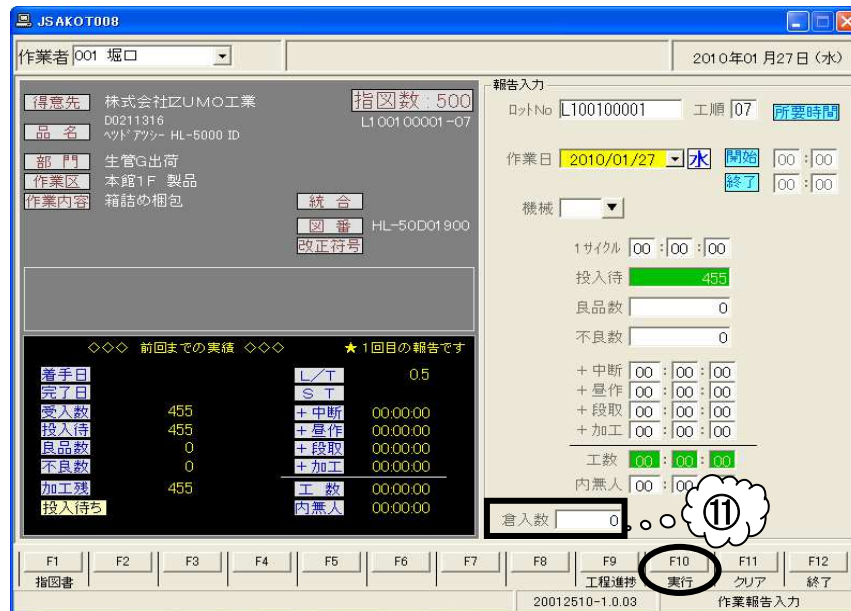 JSAKOT008
作業者 001 堀口
2010年01月27日（水）
得意先 株式会社IZUMO工業 指図数：500
D0211316 L100100001-07
品 名 ﾍﾂﾄﾞｱﾂｼｰ HL-5000 ID
部 門 生管G出荷
作業区 本館1F 製品
作業内容 箱詰め梱包 統 合
図 番 HL-50D01900
改正符号
◇◇◇ 前回までの実績 ◇◇◇ ★1回目の報告です
着手日 L／T 0.5
完了日 S T
受入数 455 ＋中断 00:00:00
投入待 455 ＋昼作 00:00:00
良品数 0 ＋段取 00:00:00
不良数 0 ＋加工 00:00:00
加工残 455 工 数 00:00:00
投入待ち 内無人 00:00:00
報告入力
ﾛｯﾄNo L100100001 工順 07 所要時間
作業日 2010/01/27 水 開始 00:00
終了 00:00
機械
1ｻｲｸﾙ 00:00:00
投入待 455
良品数 0
不良数 0
＋中断 00:00:00
＋昼作 00:00:00
＋段取 00:00:00
＋加工 00:00:00
工数 00:00:00
内無人 00:00
倉入数 0 ⑪
F1 F2 F3 F4 F5 F6 F7 F8 F9 F10 F11 F12
指図書 工程進捗 実行 クリア 終了
20012510-1.0.03 作業報告入力